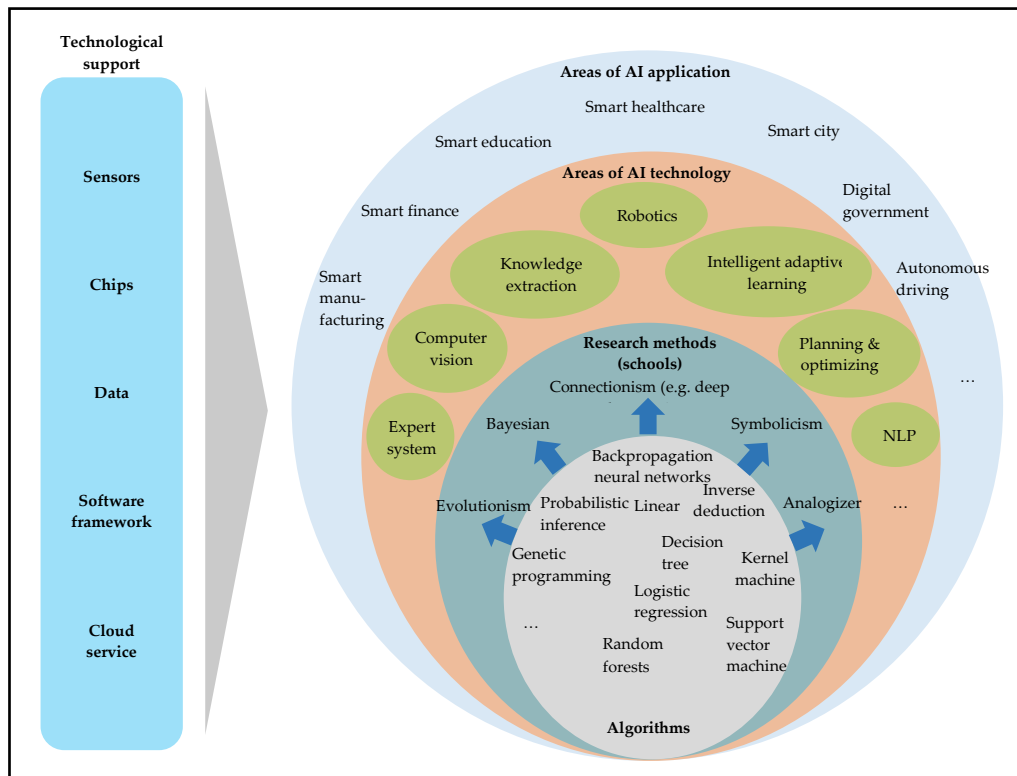 Technological
support
Sensors
Chips
Data
Software
framework
Cloud
service
Areas of AI application
Smart healthcare
Smart city
Smart education
Digital
government
Smart finance
Autonomous
driving
Smart
manu-
facturing
…
Areas of AI technology
Robotics
Knowledge
extraction
Intelligent adaptive
learning
Computer
vision
Planning &
optimizing
Expert
system
NLP
…
Research methods
(schools)
Connectionism (e.g. deep
Bayesian
Symbolicism
Evolutionism
Analogizer
Backpropagation
neural networks
Probabilistic
inference
Linear
Inverse
deduction
Genetic
programming
Decision
tree
Kernel
machine
Logistic
regression
…
Random
forests
Support
vector
machine
Algorithms